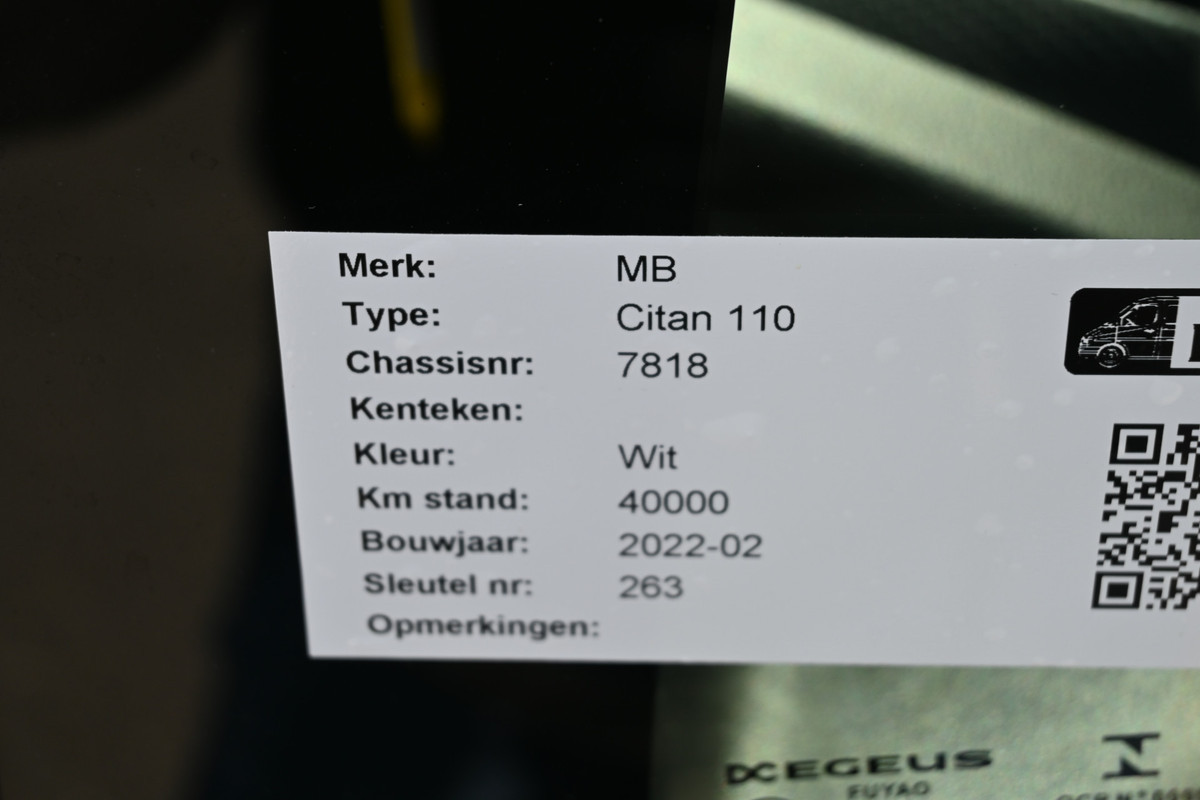 Merk: MB
Type: Citan 110
Chassisnr: 7818
Kenteken:
Kleur: Wit
Km stand: 40000
Bouwjaar: 2022-02
Sleutel nr: 263
Opmerkingen:
EGEUS
FUYAO